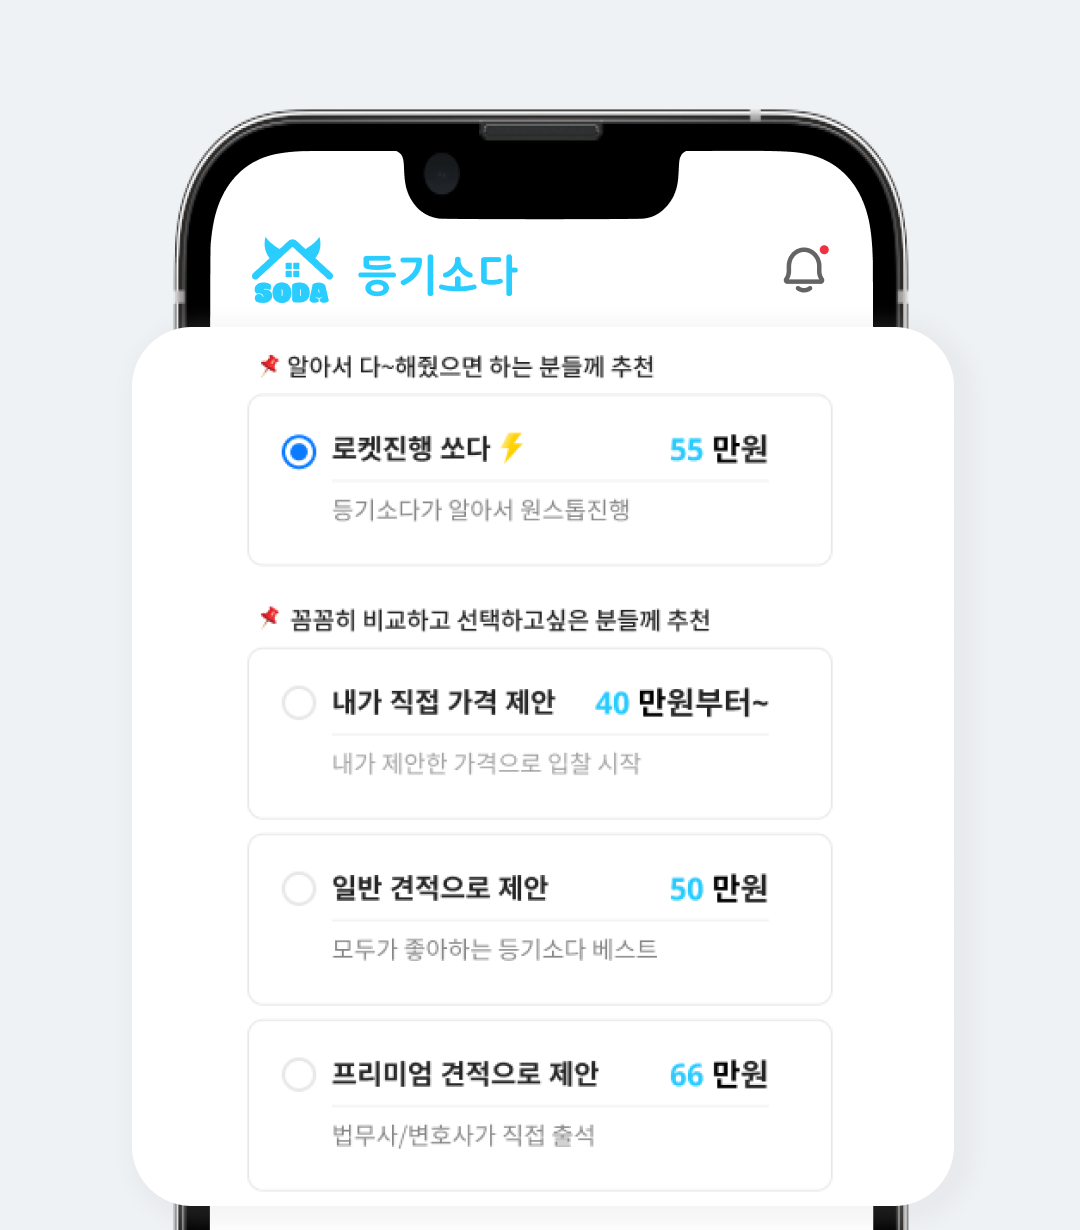 SODA 등기소다
알아서 다~해줬으면 하는 분들께 추천
로켓진행 쏘다 55 만원
등기소다가 알아서 원스톱진행
꼼꼼히 비교하고 선택하고싶은 분들께 추천
내가 직접 가격 제안 40 만원부터~
내가 제안한 가격으로 입찰 시작
일반 견적으로 제안 50 만원
모두가 좋아하는 등기소다 베스트
프리미엄 견적으로 제안 66 만원
법무사/변호사가 직접 출석